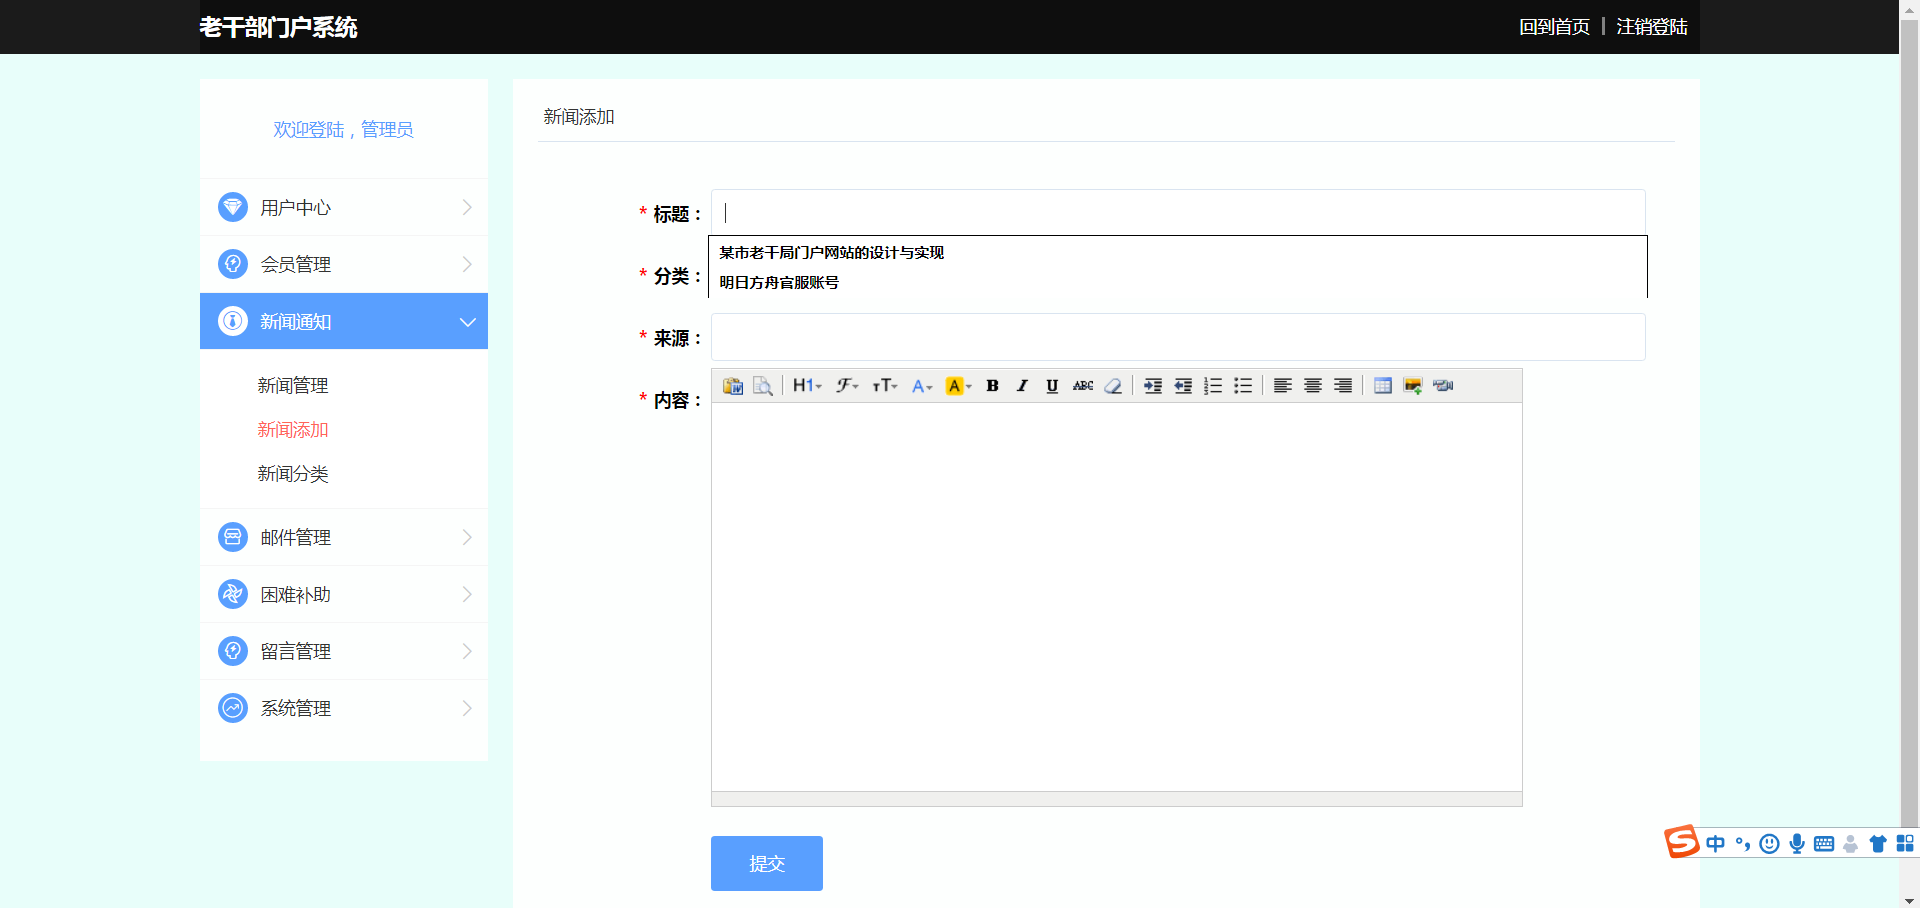 老干部门户系统
回到首页 | 注销登陆
欢迎登陆，管理员
用户中心
会员管理
新闻通知
新闻管理
新闻添加
新闻分类
邮件管理
困难补助
留言管理
系统管理
新闻添加
* 标题：
某市老干局门户网站的设计与实现
明日方舟官服账号
* 分类：
* 来源：
* 内容：
H1 F TT A A B I U ABC
提交
S 中